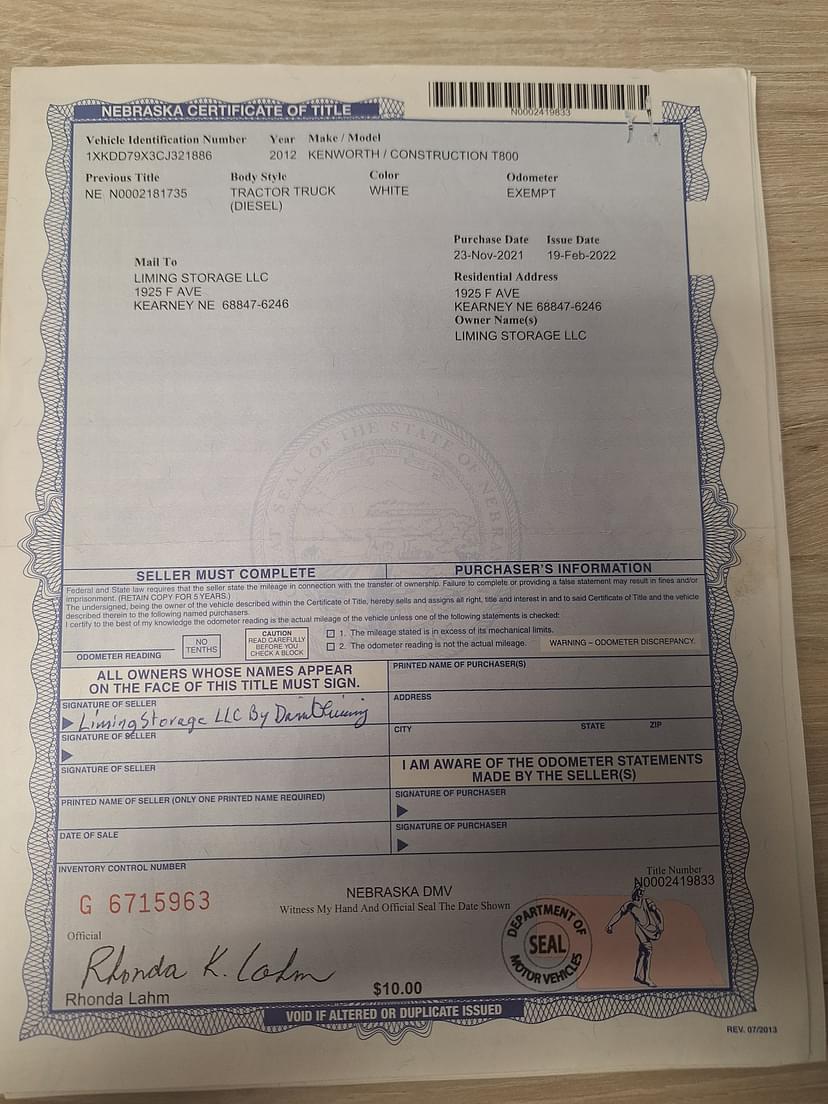 NEBRASKA CERTIFICATE OF TITLE
N0002419833
Vehicle Identification Number Year Make / Model
1XKDD79X3CJ321886 2012 KENWORTH / CONSTRUCTION T800
Previous Title Body Style Color Odometer
NE N0002181735 TRACTOR TRUCK WHITE EXEMPT
(DIESEL)
Purchase Date Issue Date
23-Nov-2021 19-Feb-2022
Mail To
LIMING STORAGE LLC
1925 F AVE
KEARNEY NE 68847-6246
Residential Address
1925 F AVE
KEARNEY NE 68847-6246
Owner Name(s)
LIMING STORAGE LLC
SEAL OF THE STATE OF NEBRA
SELLER MUST COMPLETE
PURCHASER'S INFORMATION
Federal and State law requires that the seller state the mileage in connection with the transfer of ownership. Failure to complete or providing a false statement may result in fines and/or
imprisonment. (RETAIN COPY FOR 5 YEARS.)
The undersigned, being the owner of the vehicle described within the Certificate of Title, hereby sells and assigns all right, title and interest in and to said Certificate of Title and the vehicle
described therein to the following named purchasers.
I certify to the best of my knowledge the odometer reading is the actual mileage of the vehicle unless one of the following statements is checked:
ODOMETER READING
NO
TENTHS
CAUTION
READ CAREFULLY
BEFORE YOU
CHECK A BLOCK
1. The mileage stated is in excess of its mechanical limits.
2. The odometer reading is not the actual mileage. WARNING – ODOMETER DISCREPANCY.
ALL OWNERS WHOSE NAMES APPEAR
ON THE FACE OF THIS TITLE MUST SIGN.
SIGNATURE OF SELLER
Liming Storage LLC By
SIGNATURE OF SELLER
SIGNATURE OF SELLER
PRINTED NAME OF SELLER (ONLY ONE PRINTED NAME REQUIRED)
DATE OF SALE
PRINTED NAME OF PURCHASER(S)
ADDRESS
CITY STATE ZIP
I AM AWARE OF THE ODOMETER STATEMENTS
MADE BY THE SELLER(S)
SIGNATURE OF PURCHASER
SIGNATURE OF PURCHASER
INVENTORY CONTROL NUMBER
G 6715963
NEBRASKA DMV
Witness My Hand And Official Seal The Date Shown
Title Number
N0002419833
DEPARTMENT OF
SEAL
MOTOR VEHICLES
Official
Rhonda K. Lahm
Rhonda Lahm
$10.00
VOID IF ALTERED OR DUPLICATE ISSUED
REV. 07/2013